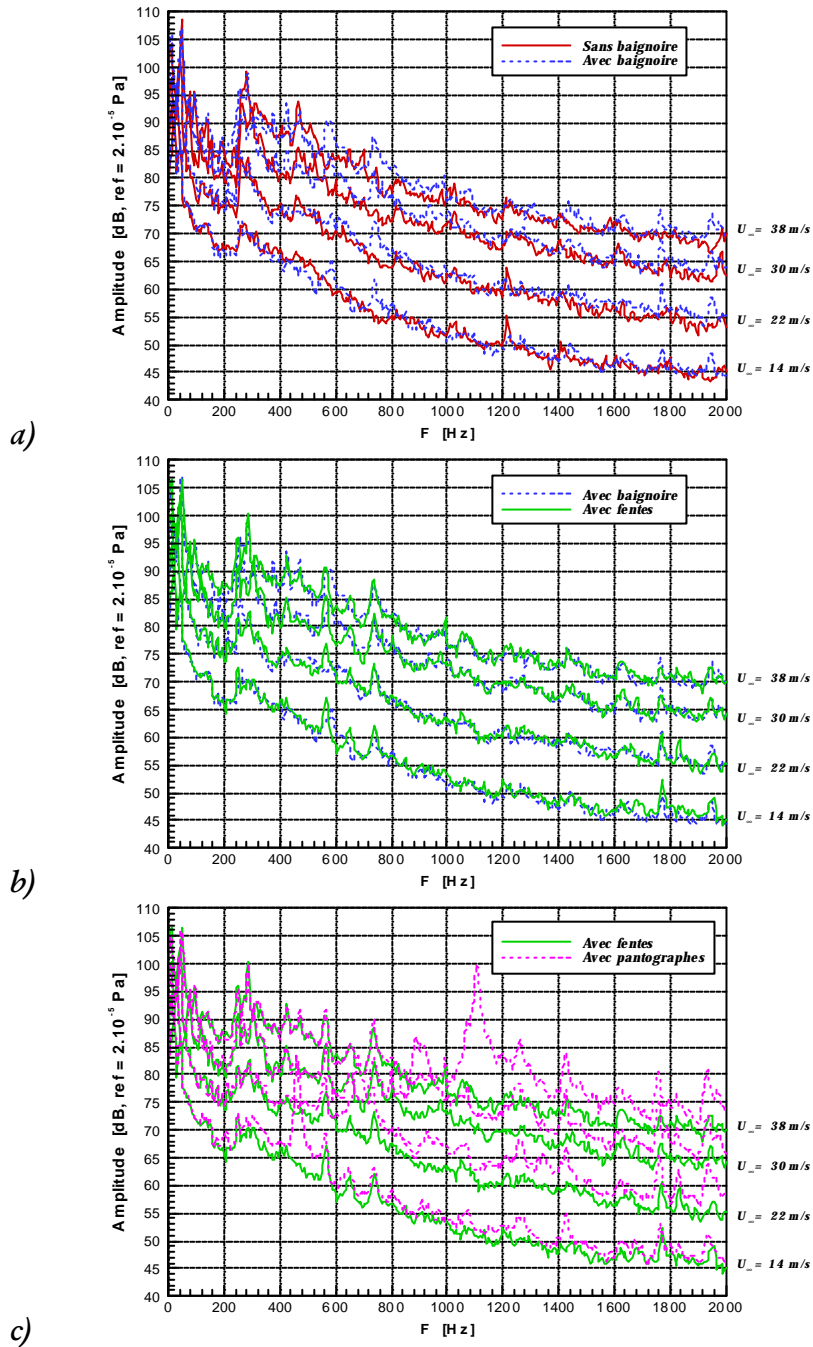 110
105
100
95
90
85
80
75
70
65
60
55
50
45
40
Amplitude [dB, ref = 2.10⁻⁵ Pa]
Sans baignoire
Avec baignoire
U∞ = 38 m/s
U∞ = 30 m/s
U∞ = 22 m/s
U∞ = 14 m/s
0 200 400 600 800 1000 1200 1400 1600 1800 2000
F [Hz]
a)
110
105
100
95
90
85
80
75
70
65
60
55
50
45
40
Amplitude [dB, ref = 2.10⁻⁵ Pa]
Avec baignoire
Avec fentes
U∞ = 38 m/s
U∞ = 30 m/s
U∞ = 22 m/s
U∞ = 14 m/s
0 200 400 600 800 1000 1200 1400 1600 1800 2000
F [Hz]
b)
110
105
100
95
90
85
80
75
70
65
60
55
50
45
40
Amplitude [dB, ref = 2.10⁻⁵ Pa]
Avec fentes
Avec pantographes
U∞ = 38 m/s
U∞ = 30 m/s
U∞ = 22 m/s
U∞ = 14 m/s
0 200 400 600 800 1000 1200 1400 1600 1800 2000
F [Hz]
c)